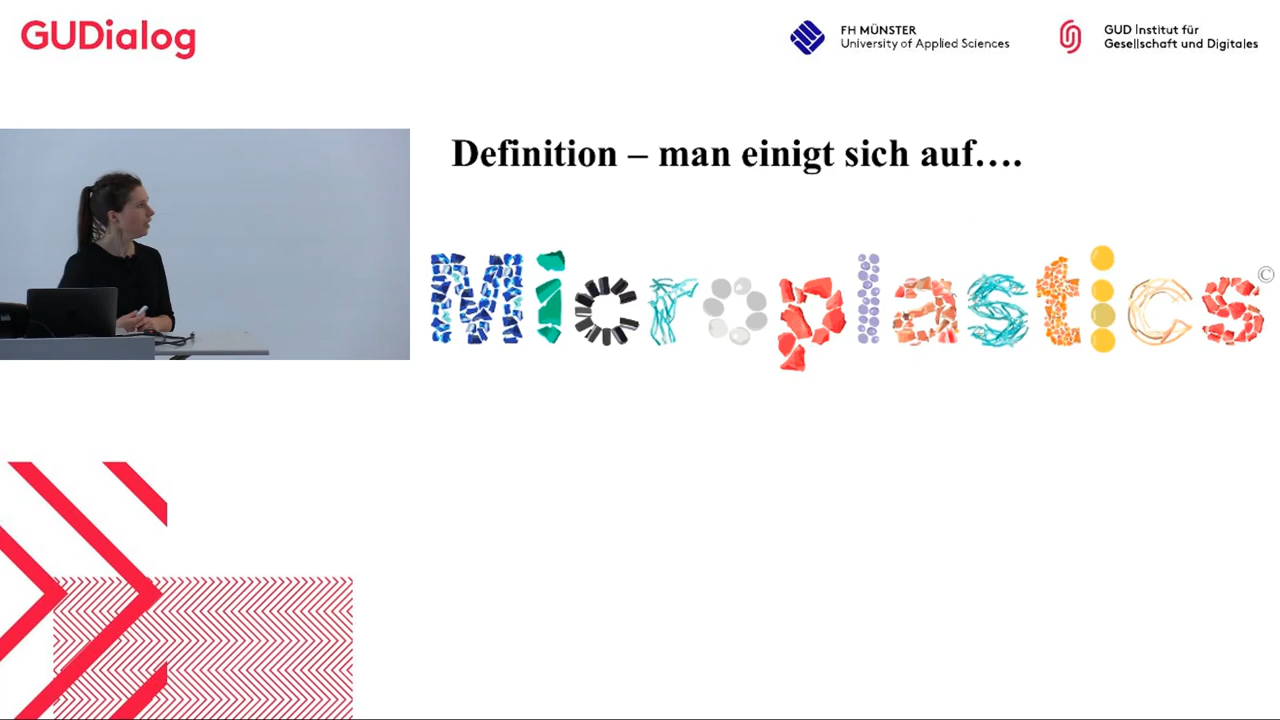 GUDialog
FH MÜNSTER
University of Applied Sciences
GUD Institut für
Gesellschaft und Digitales
Definition – man einigt sich auf….
Microplastics ©